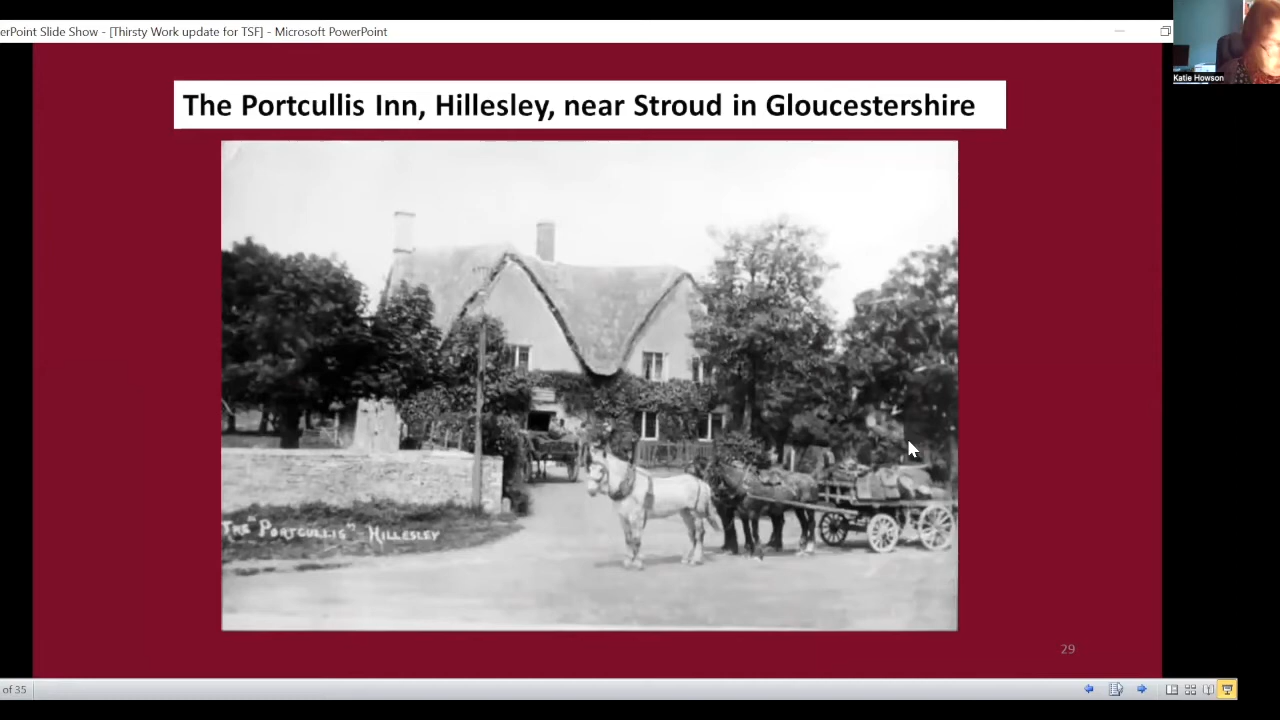 erPoint Slide Show - [Thirsty Work update for TSF] - Microsoft PowerPoint
Katie Howson
The Portcullis Inn, Hillesley, near Stroud in Gloucestershire
THE "PORTCULLIS" - HILLESLEY
29
of 35